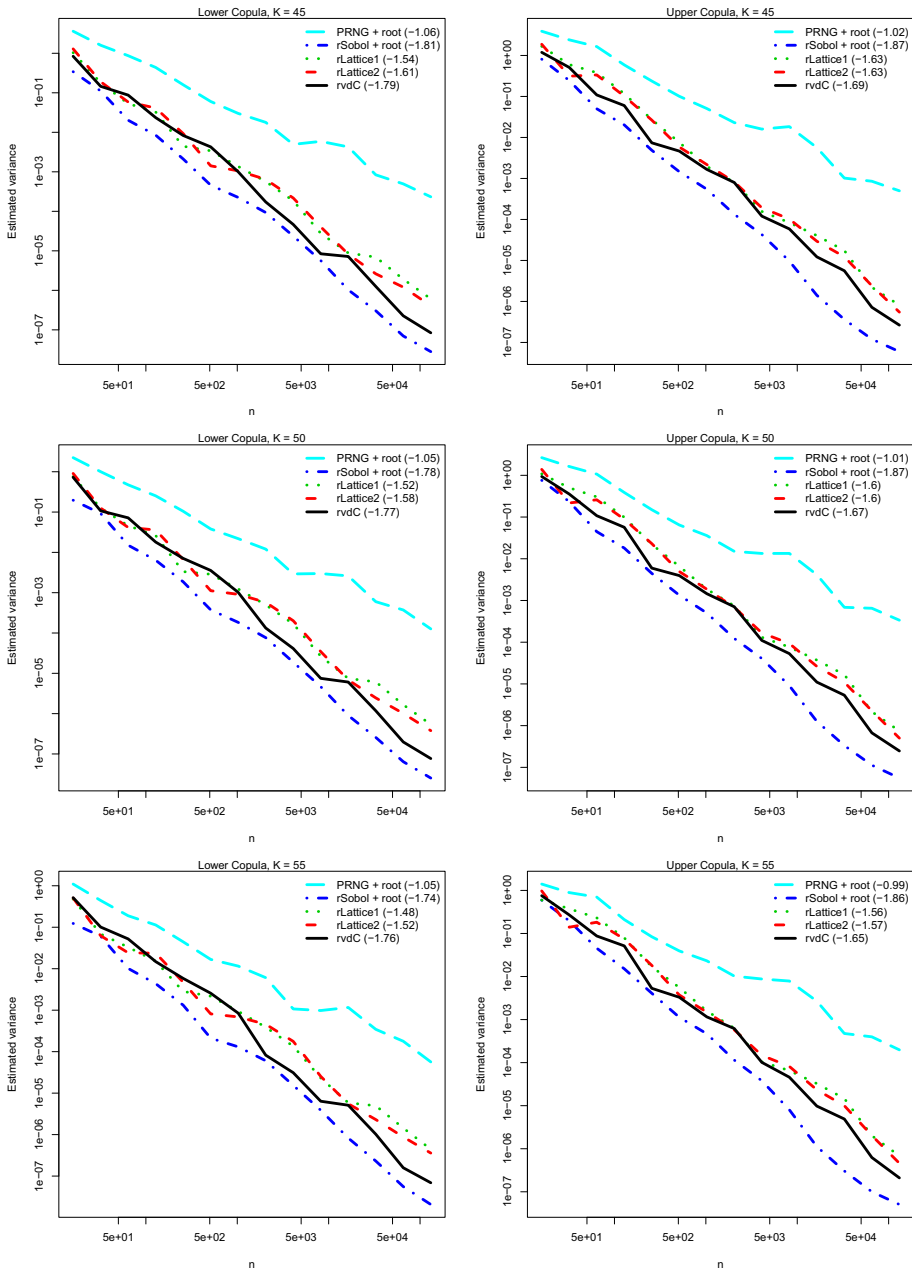 Lower Copula, K = 45
PRNG + root (−1.06)
rSobol + root (−1.81)
rLattice1 (−1.54)
rLattice2 (−1.61)
rvdC (−1.79)
Estimated variance
1e−01
1e−03
1e−05
1e−07
5e+01
5e+02
5e+03
5e+04
n
Upper Copula, K = 45
PRNG + root (−1.02)
rSobol + root (−1.87)
rLattice1 (−1.63)
rLattice2 (−1.63)
rvdC (−1.69)
Estimated variance
1e+00
1e−01
1e−02
1e−03
1e−04
1e−05
1e−06
1e−07
5e+01
5e+02
5e+03
5e+04
n
Lower Copula, K = 50
PRNG + root (−1.05)
rSobol + root (−1.78)
rLattice1 (−1.52)
rLattice2 (−1.58)
rvdC (−1.77)
Estimated variance
1e−01
1e−03
1e−05
1e−07
5e+01
5e+02
5e+03
5e+04
n
Upper Copula, K = 50
PRNG + root (−1.01)
rSobol + root (−1.87)
rLattice1 (−1.6)
rLattice2 (−1.6)
rvdC (−1.67)
Estimated variance
1e+00
1e−01
1e−02
1e−03
1e−04
1e−05
1e−06
1e−07
5e+01
5e+02
5e+03
5e+04
n
Lower Copula, K = 55
PRNG + root (−1.05)
rSobol + root (−1.74)
rLattice1 (−1.48)
rLattice2 (−1.52)
rvdC (−1.76)
Estimated variance
1e+00
1e−01
1e−02
1e−03
1e−04
1e−05
1e−06
1e−07
5e+01
5e+02
5e+03
5e+04
n
Upper Copula, K = 55
PRNG + root (−0.99)
rSobol + root (−1.86)
rLattice1 (−1.56)
rLattice2 (−1.57)
rvdC (−1.65)
Estimated variance
1e+00
1e−01
1e−02
1e−03
1e−04
1e−05
1e−06
1e−07
5e+01
5e+02
5e+03
5e+04
n